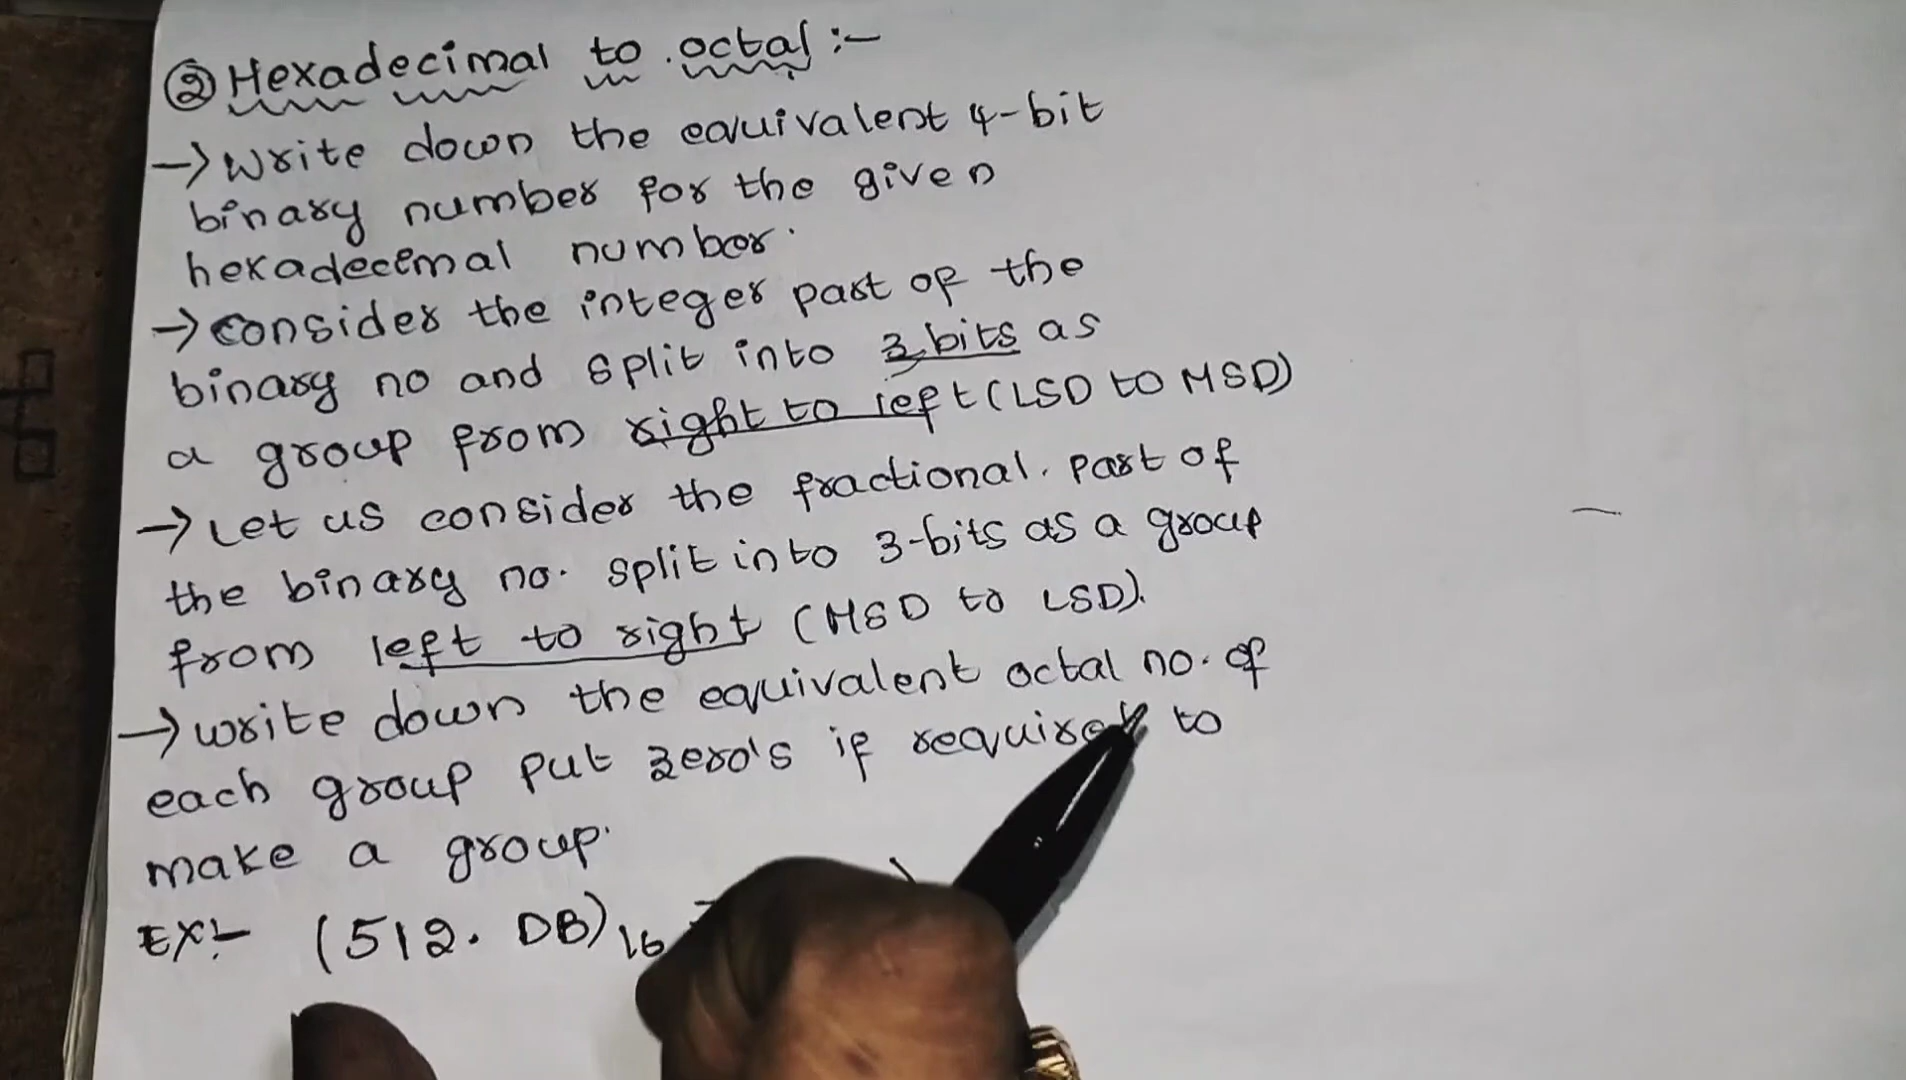 ② Hexadecimal to octal :-
→ Write down the equivalent 4-bit
binary number for the given
hexadecimal number.
→ consider the integer part of the
binary no and split into 3 bits as
a group from right to left (LSD to MSD)
→ Let us consider the fractional part of
the binary no. split into 3-bits as a group
from left to right (MSD to LSD).
→ write down the equivalent octal no. of
each group put zero's if required to
make a group.
EX:- (512. DB)16